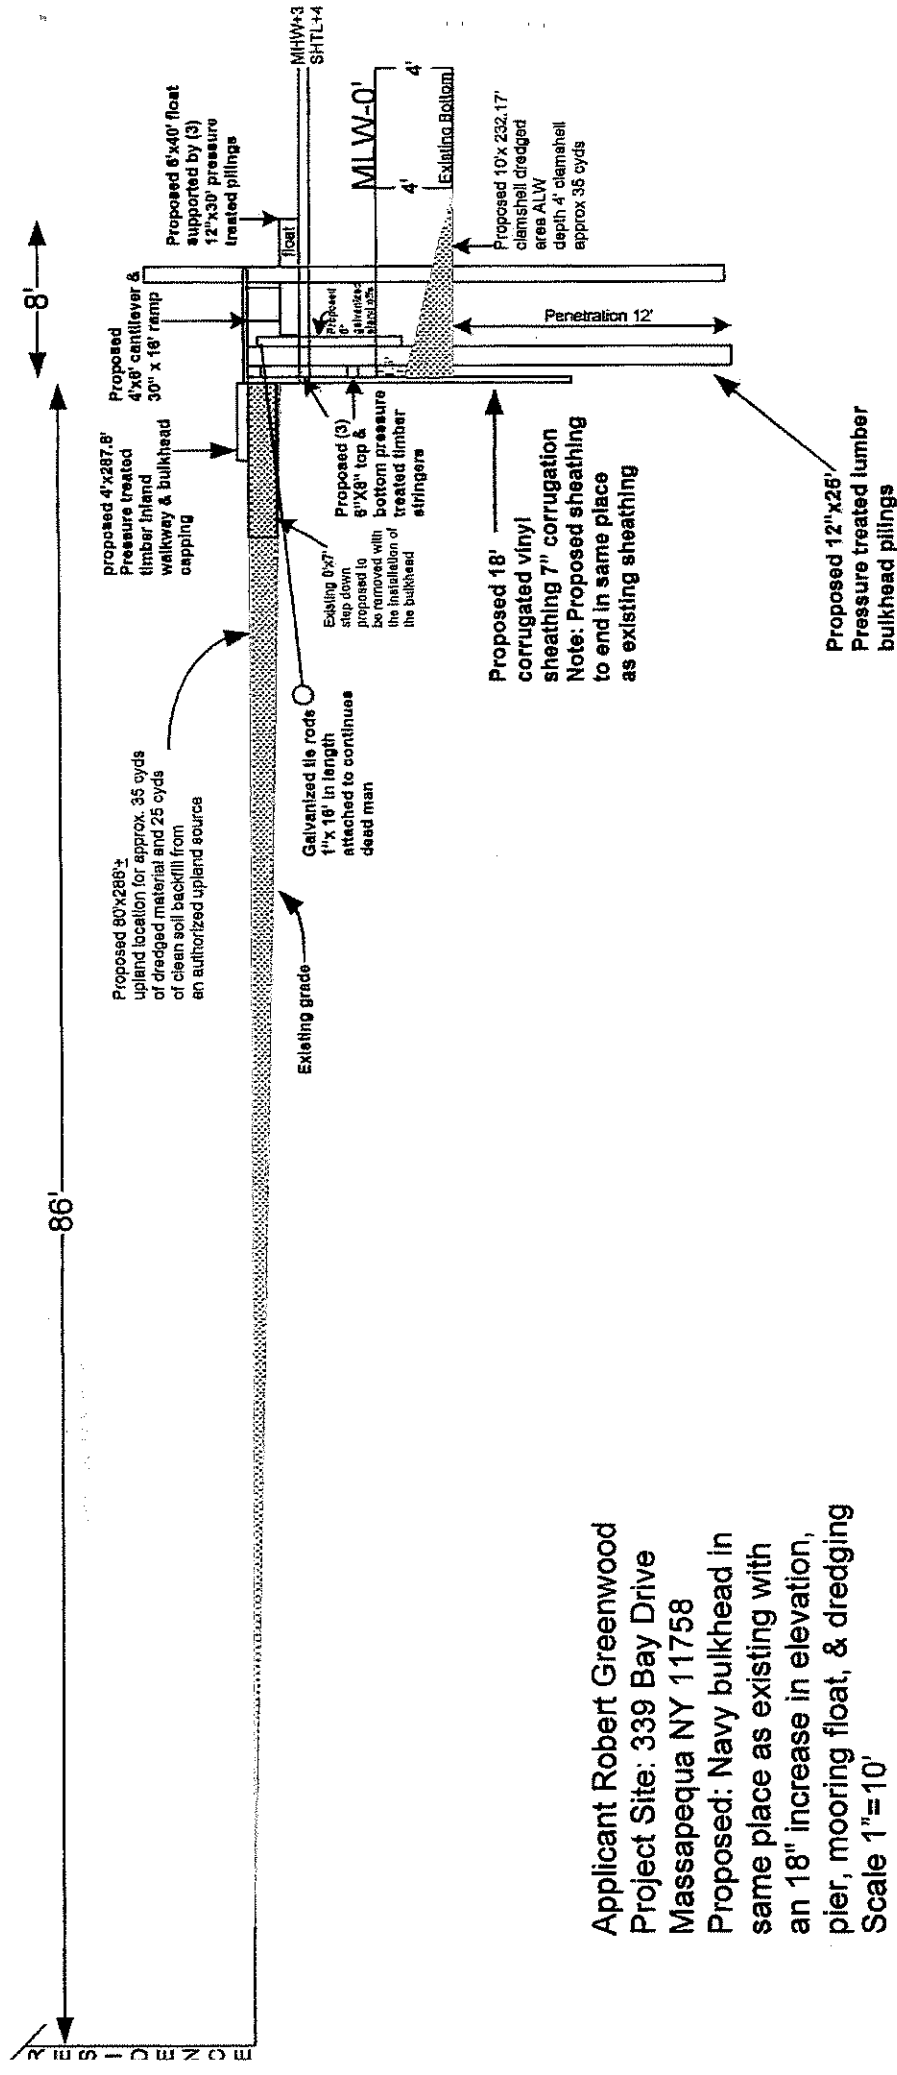 86'
8'
RESIDENCE
Proposed 80'x286'±
upland location for approx. 35 cyds
of dredged material and 25 cyds
of clean soil backfill from
an authorized upland source
proposed 4'x287.8'
Pressure treated
timber Inland
walkway & bulkhead
capping
Proposed
4'x6' cantilever &
30" x 16' ramp
Proposed 6'x40' float
supported by (3)
12"x30' pressure
treated pilings
float
MHW+3
SHTL+4
MLW-0'
4'
4'
Existing Bottom
Proposed 10'x 232.17'
clamshell dredged
area ALW
depth 4' clamshell
approx 35 cyds
Penetration 12'
Proposed
galvanized
Existing grade
Galvanized tie rods
1"x 16' in length
attached to continues
dead man
Existing 0'x7'
step down
proposed to
be removed with
the installation of
the bulkhead
Proposed (3)
6"X8" top &
bottom pressure
treated timber
stringers
Proposed 18'
corrugated vinyl
sheathing 7" corrugation
Note: Proposed sheathing
to end in same place
as existing sheathing
Proposed 12"x25'
Pressure treated lumber
bulkhead pilings
Applicant Robert Greenwood
Project Site: 339 Bay Drive
Massapequa NY 11758
Proposed: Navy bulkhead in
same place as existing with
an 18" increase in elevation,
pier, mooring float, & dredging
Scale 1"=10'